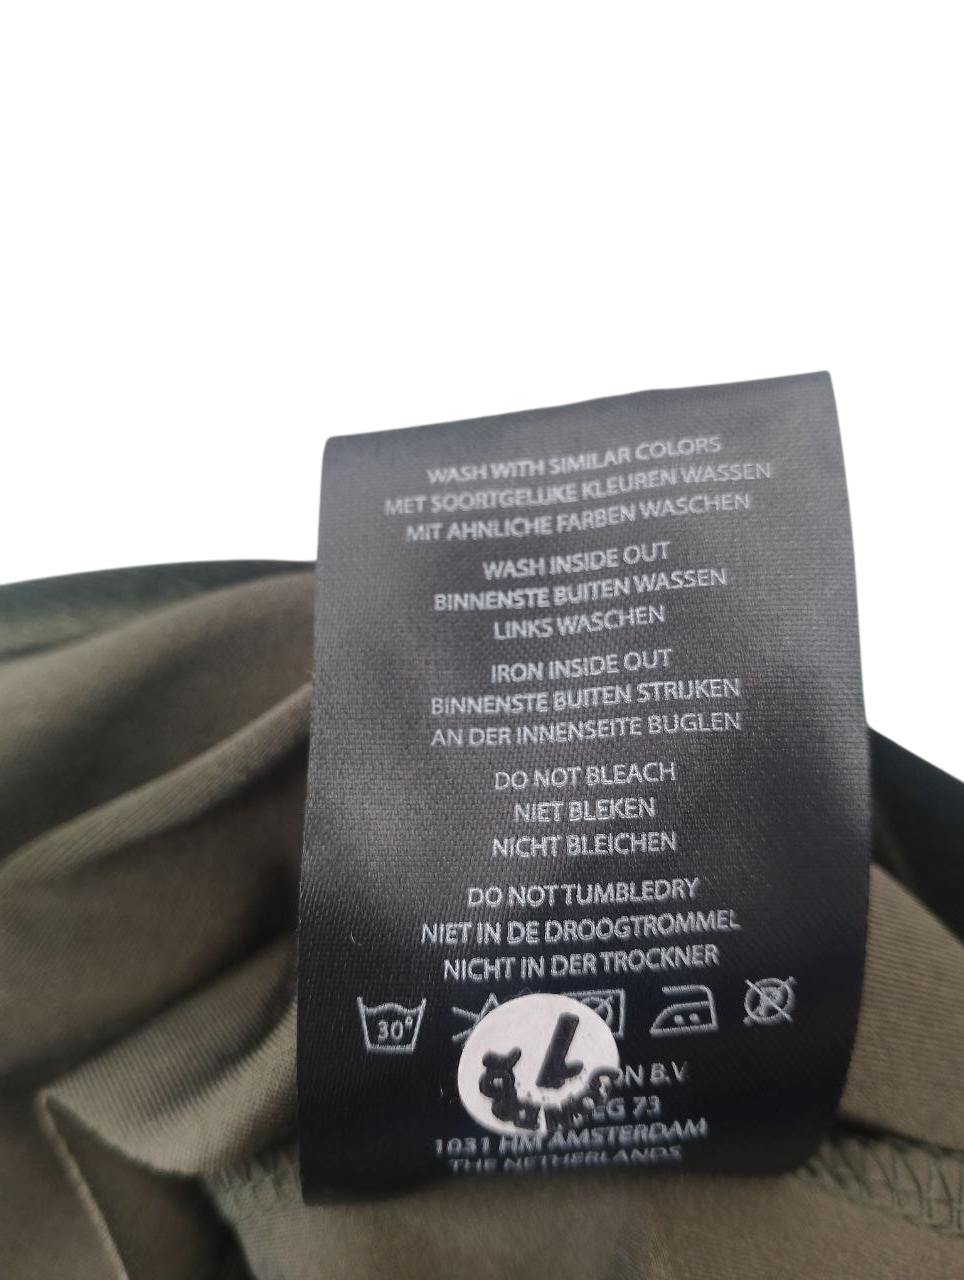 WASH WITH SIMILAR COLORS
MET SOORTGELIJKE KLEUREN WASSEN
MIT AHNLICHE FARBEN WASCHEN
WASH INSIDE OUT
BINNENSTE BUITEN WASSEN
LINKS WASCHEN
IRON INSIDE OUT
BINNENSTE BUITEN STRIJKEN
AN DER INNENSEITE BUGLEN
DO NOT BLEACH
NIET BLEKEN
NICHT BLEICHEN
DO NOT TUMBLEDRY
NIET IN DE DROOGTROMMEL
NICHT IN DER TROCKNER
30° P
B.V.
73
1031 HM AMSTERDAM
THE NETHERLANDS